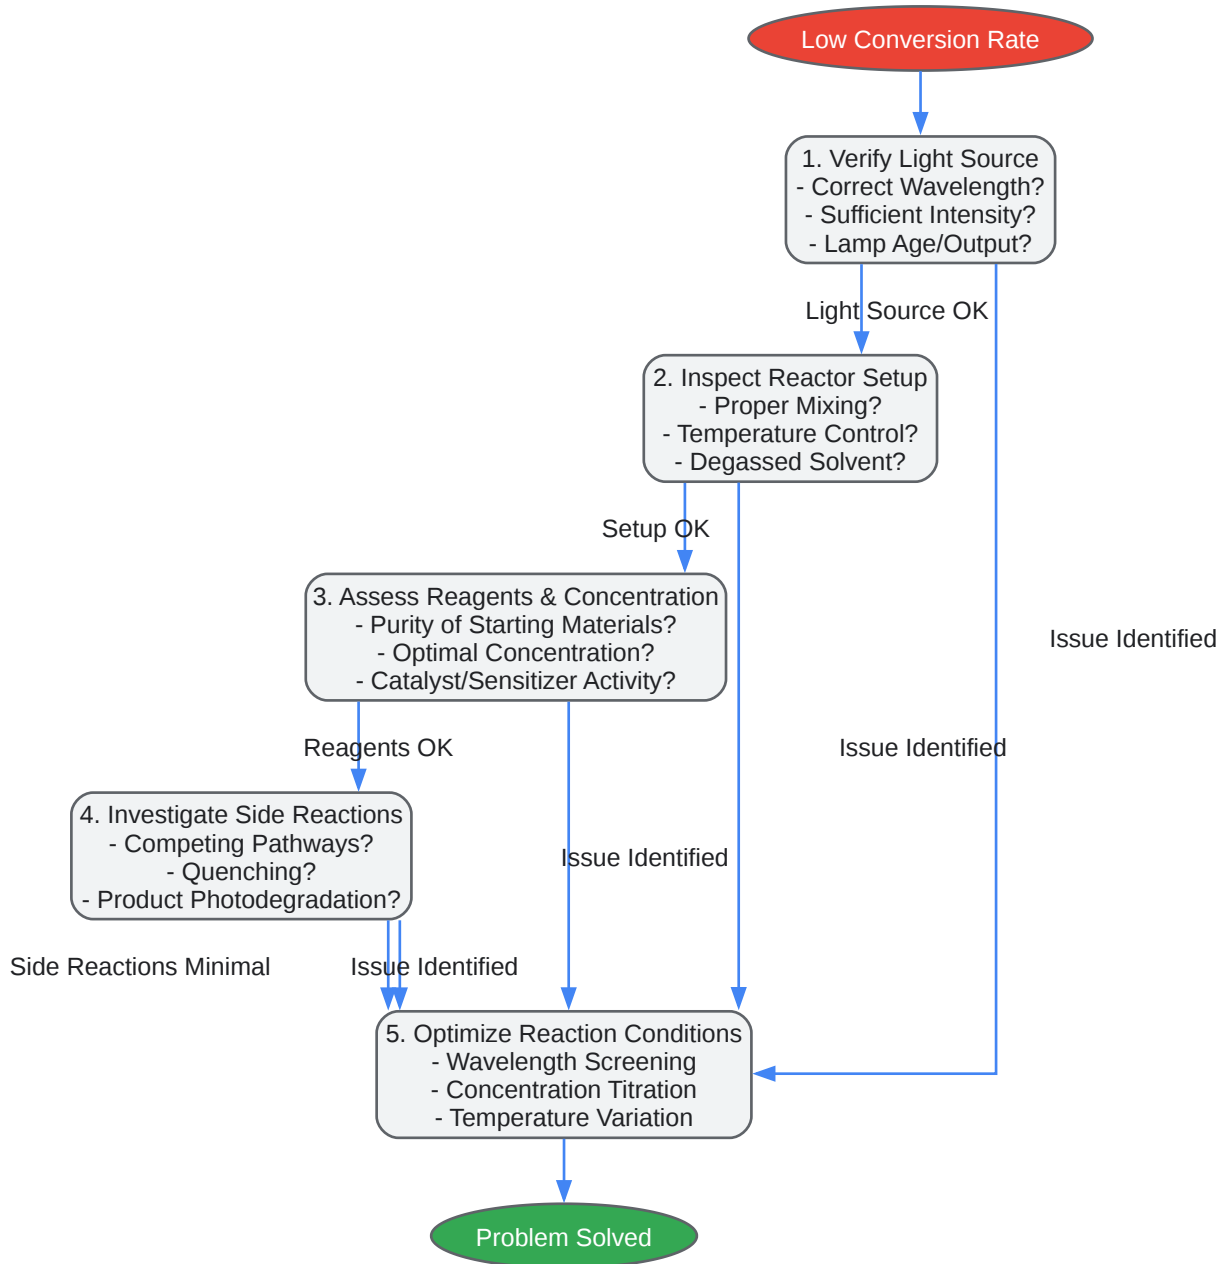 Low Conversion Rate
1. Verify Light Source
- Correct Wavelength?
- Sufficient Intensity?
- Lamp Age/Output?
Light Source OK
2. Inspect Reactor Setup
- Proper Mixing?
- Temperature Control?
- Degassed Solvent?
Setup OK
3. Assess Reagents & Concentration
- Purity of Starting Materials?
- Optimal Concentration?
- Catalyst/Sensitizer Activity?
Issue Identified
Reagents OK
Issue Identified
4. Investigate Side Reactions
- Competing Pathways?
- Quenching?
- Product Photodegradation?
Issue Identified
Side Reactions Minimal
Issue Identified
5. Optimize Reaction Conditions
- Wavelength Screening
- Concentration Titration
- Temperature Variation
Problem Solved